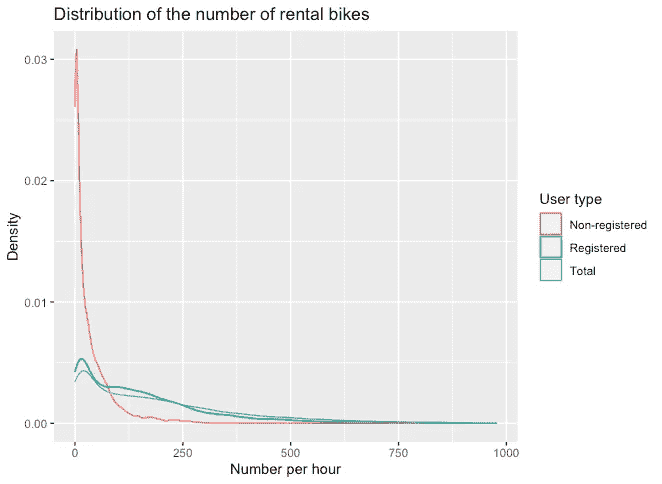 Distribution of the number of rental bikes
0.03
0.02
0.01
0.00
Density
0
250
500
750
1000
Number per hour
User type
Non-registered
Registered
Total